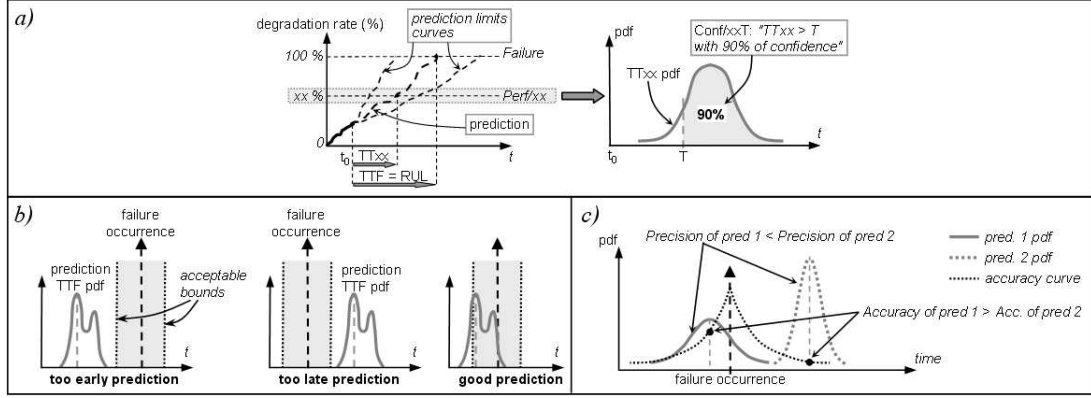 a)
degradation rate (%)
prediction limits
curves
100 %
Failure
xx %
Perf/xx
prediction
0
t0
TTxx
t
TTF = RUL
pdf
Conf/xxT: "TTxx > T
with 90% of confidence"
TTxx pdf
90%
t0
T
t
b)
failure
occurrence
prediction
TTF pdf
acceptable
bounds
t
too early prediction
failure
occurrence
prediction
TTF pdf
t
too late prediction
t
good prediction
c)
pdf
Precision of pred 1 < Precision of pred 2
pred. 1 pdf
pred. 2 pdf
accuracy curve
Accuracy of pred 1 > Acc. of pred 2
time
failure occurrence